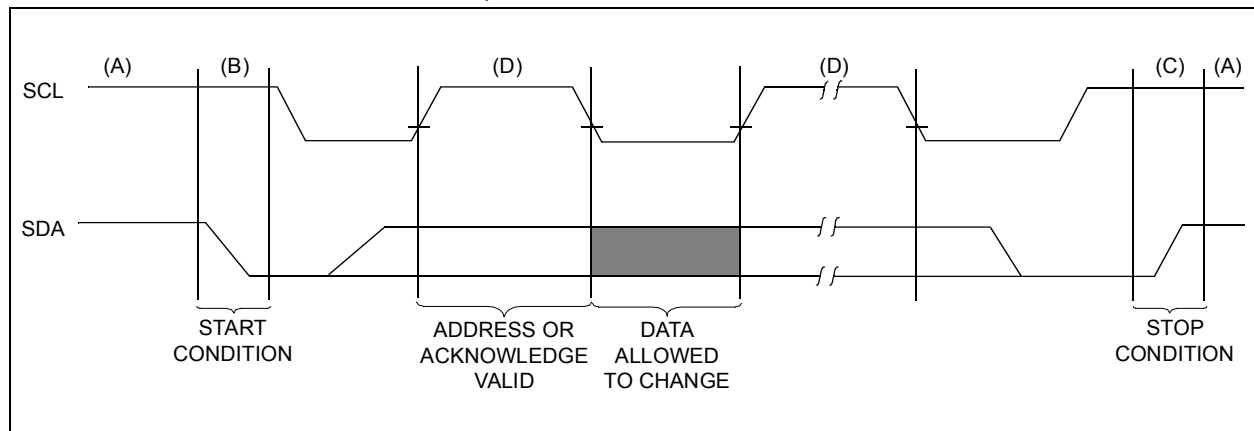 (A) (B) (D) (D) (C) (A)
SCL
SDA
START
CONDITION
ADDRESS OR
ACKNOWLEDGE
VALID
DATA
ALLOWED
TO CHANGE
STOP
CONDITION